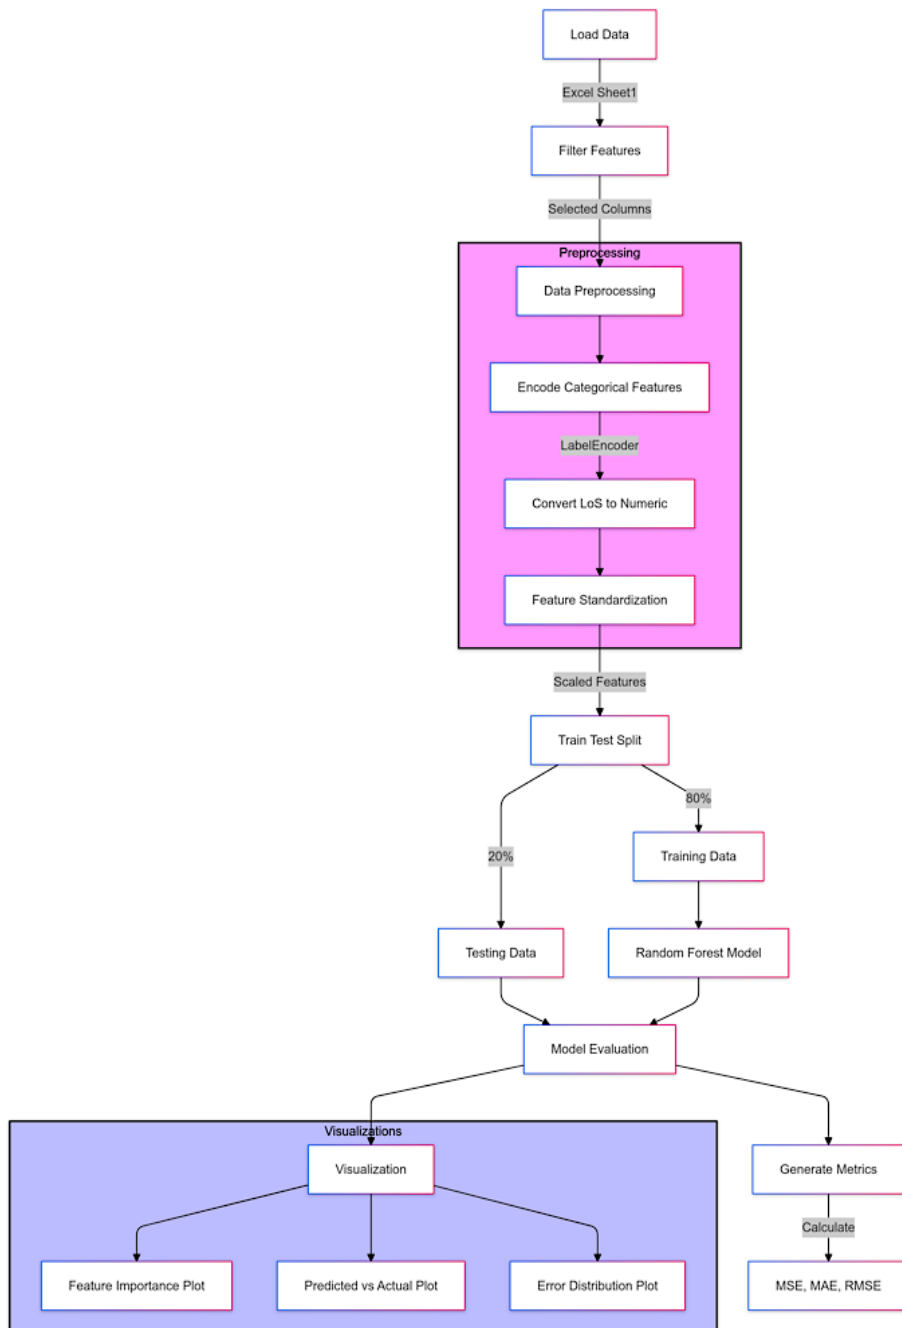 Load Data
Excel Sheet1
Filter Features
Selected Columns
Preprocessing
Data Preprocessing
Encode Categorical Features
LabelEncoder
Convert LoS to Numeric
Feature Standardization
Scaled Features
Train Test Split
80%
20%
Training Data
Testing Data
Random Forest Model
Model Evaluation
Visualizations
Visualization
Generate Metrics
Calculate
Feature Importance Plot
Predicted vs Actual Plot
Error Distribution Plot
MSE, MAE, RMSE